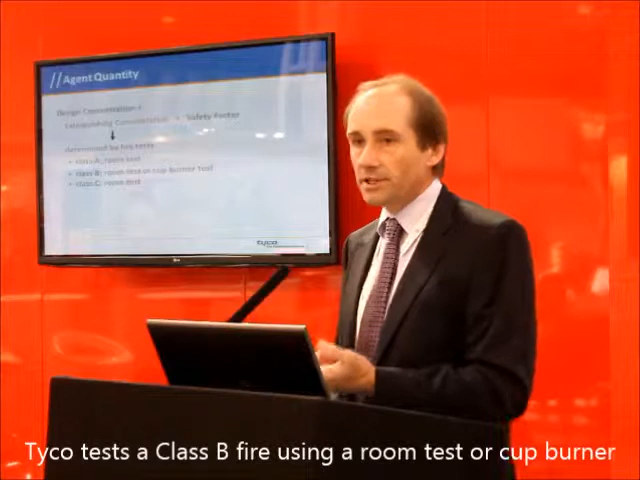 // Agent Quantity
Design Concentration =
Extinguishing Concentration x Safety Factor
determined by fire tests
• class A: room test
• class B: room test or cup burner test
• class C: room test
tyco
Tyco tests a Class B fire using a room test or cup burner